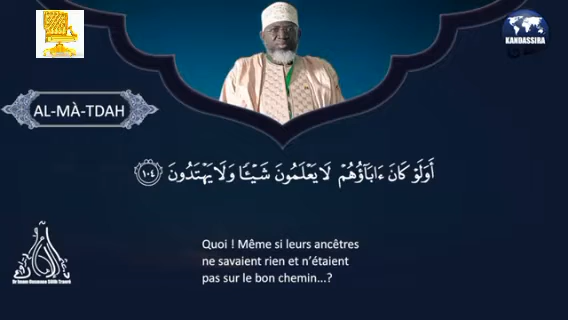 KANDASSIRA
AL-MÀ-TDAH
أَوَلَوْ كَانَ ءَابَآؤُهُمْ لَا يَعْلَمُونَ شَيْـًٔا وَلَا يَهْتَدُونَ ١٠٤
Quoi ! Même si leurs ancêtres
ne savaient rien et n’étaient
pas sur le bon chemin...?